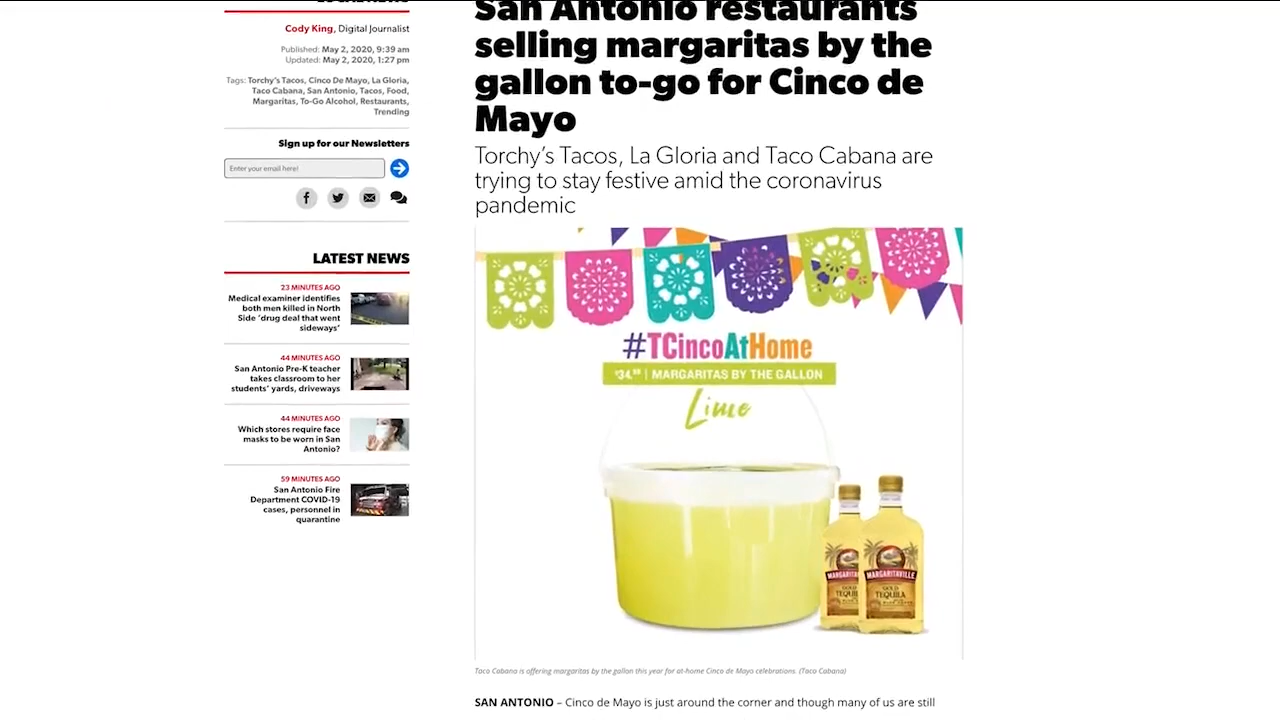 Cody King, Digital Journalist
Published: May 2, 2020, 9:39 am
Updated: May 2, 2020, 1:27 pm
Tags: Torchy's Tacos, Cinco De Mayo, La Gloria,
Taco Cabana, San Antonio, Tacos, Food,
Margaritas, To-Go Alcohol, Restaurants,
Trending
Sign up for our Newsletters
Enter your email here!
LATEST NEWS
23 MINUTES AGO
Medical examiner identifies
both men killed in North
Side 'drug deal that went
sideways'
44 MINUTES AGO
San Antonio Pre-K teacher
takes classroom to her
students' yards, driveways
44 MINUTES AGO
Which stores require face
masks to be worn in San
Antonio?
59 MINUTES AGO
San Antonio Fire
Department COVID-19
cases, personnel in
quarantine
San Antonio restaurants
selling margaritas by the
gallon to-go for Cinco de
Mayo
Torchy's Tacos, La Gloria and Taco Cabana are
trying to stay festive amid the coronavirus
pandemic
#TCincoAtHome
| MARGARITAS BY THE GALLON
Lime
MARGARITAVILLE
GOLD
TEQUILA
Taco Cabana is offering margaritas by the gallon this year for at-home Cinco de Mayo celebrations. (Taco Cabana)
SAN ANTONIO – Cinco de Mayo is just around the corner and though many of us are still